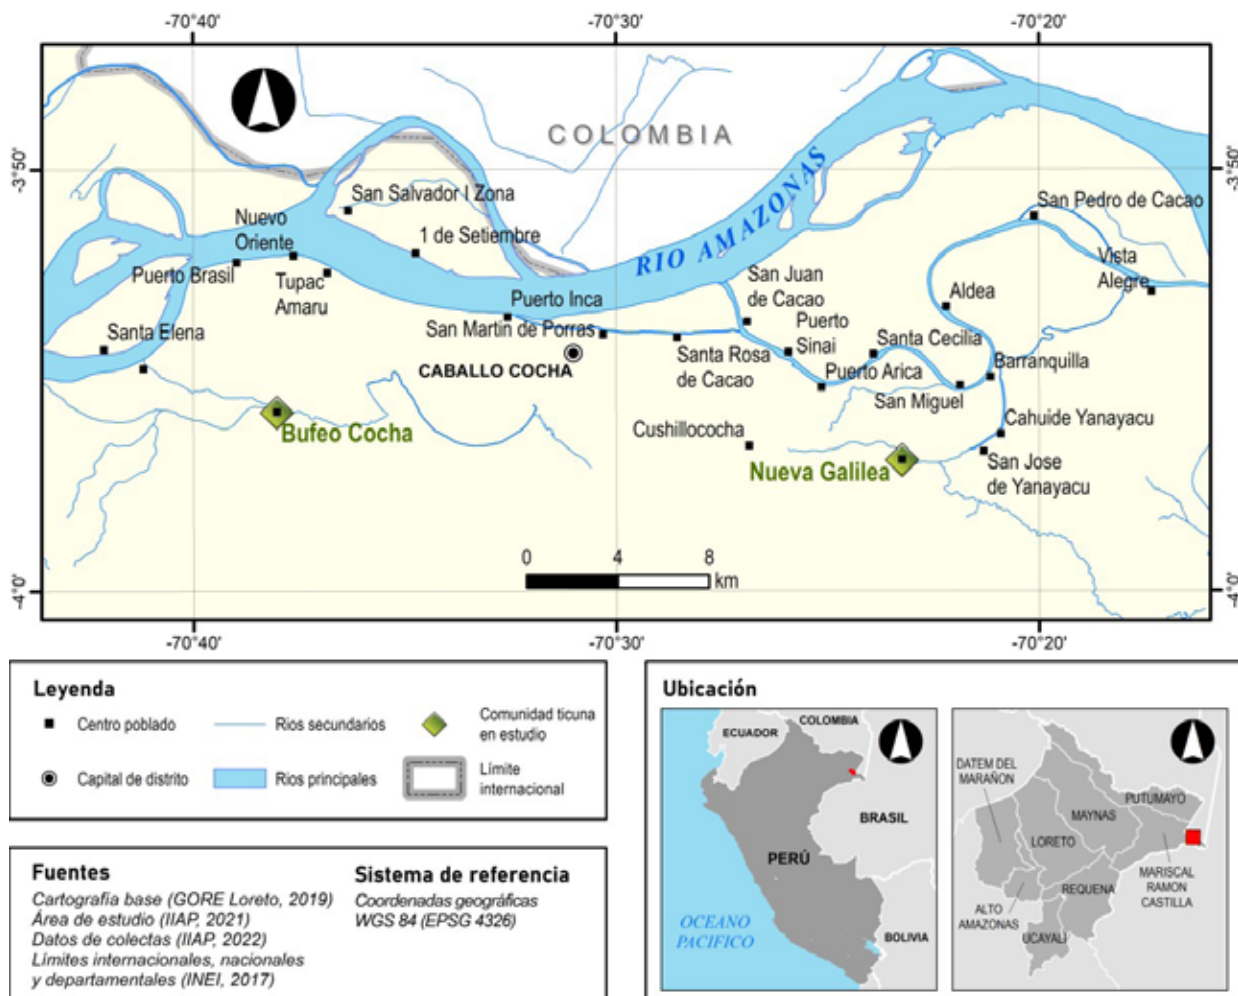 -70°40'
-70°30'
-70°20'
-3°50'
-3°50'
COLOMBIA
RIO AMAZONAS
San Salvador I Zona
Nuevo
Oriente
1 de Setiembre
Puerto Brasil
Tupac
Amaru
Santa Elena
Puerto Inca
San Martin de Porras
CABALLO COCHA
San Juan
de Cacao
Puerto
Sinai
Santa Rosa
de Cacao
Puerto Arica
Santa Cecilia
San Miguel
Aldea
Barranquilla
San Pedro de Cacao
Vista
Alegre
Bufeo Cocha
Cushillococha
Nueva Galilea
Cahuide Yanayacu
San Jose
de Yanayacu
0 4 8
km
-4°0'
-4°0'
-70°40'
-70°30'
-70°20'
Leyenda
Centro poblado
Rios secundarios
Comunidad ticuna
en estudio
Capital de distrito
Rios principales
Límite
internacional
Fuentes
Cartografía base (GORE Loreto, 2019)
Área de estudio (IIAP, 2021)
Datos de colectas (IIAP, 2022)
Límites internacionales, nacionales
y departamentales (INEI, 2017)
Sistema de referencia
Coordenadas geográficas
WGS 84 (EPSG 4326)
Ubicación
ECUADOR
COLOMBIA
BRASIL
PERÚ
OCEANO
PACIFICO
BOLIVIA
DATEM DEL
MARAÑON
PUTUMAYO
MAYNAS
LORETO
MARISCAL
RAMON
CASTILLA
REQUENA
ALTO
AMAZONAS
UCAYALI